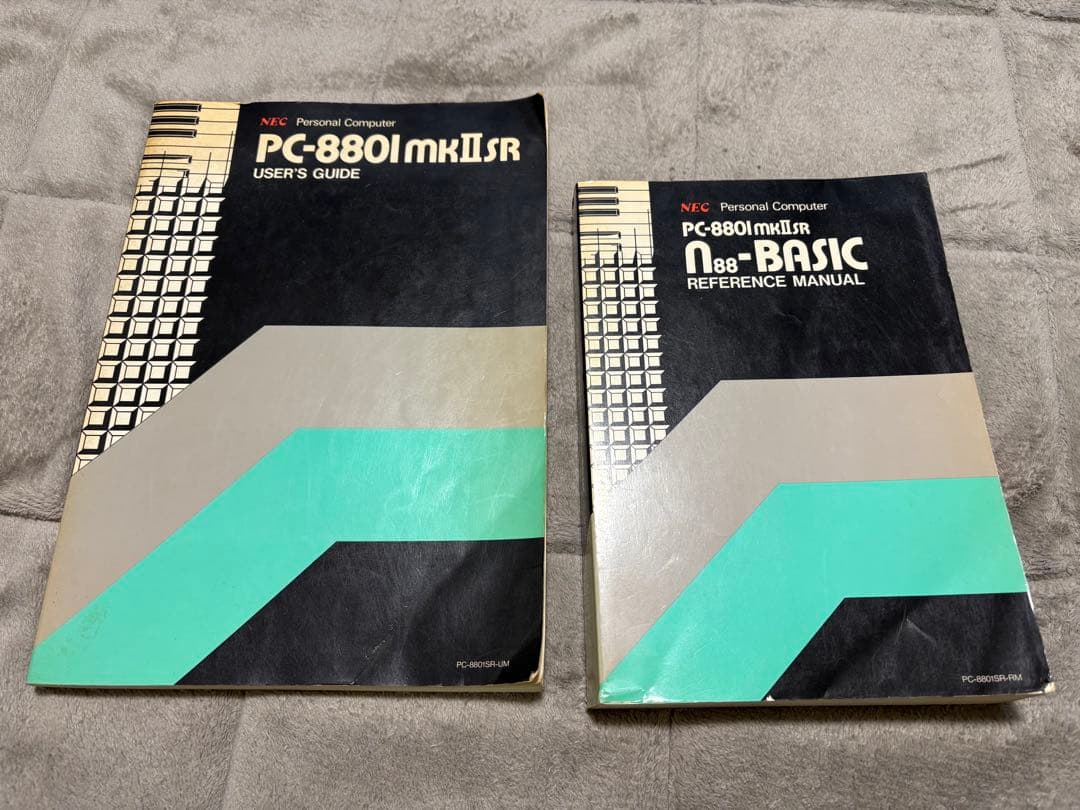 NEC Personal Computer
PC-8801mkIISR
USER'S GUIDE
PC-8801SR-UM
NEC Personal Computer
PC-8801mkIISR
N88-BASIC
REFERENCE MANUAL
PC-8801SR-RM